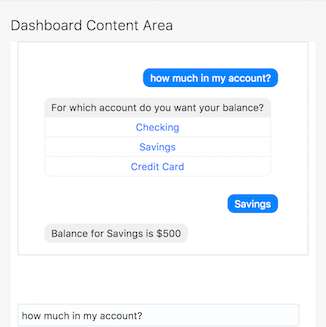 Dashboard Content Area
how much in my account?
For which account do you want your balance?
Checking
Savings
Credit Card
Savings
Balance for Savings is $500
how much in my account?